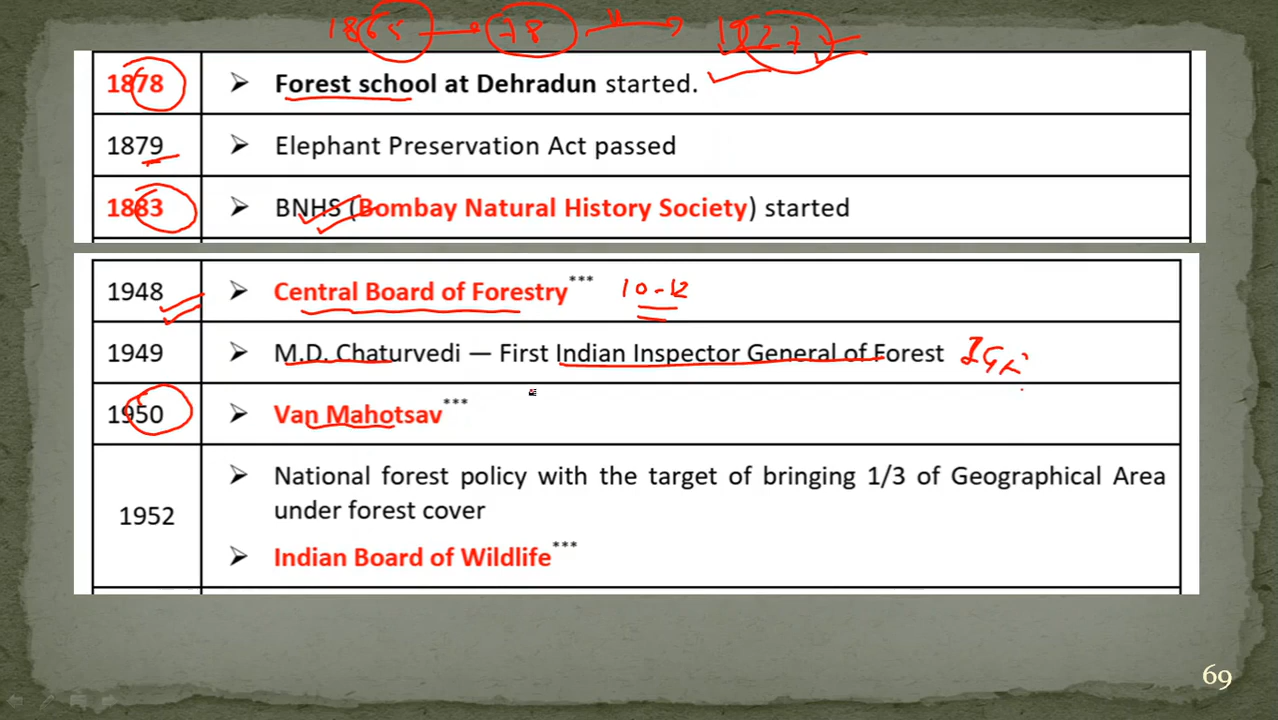 1865 → 78 → 1927
1878 ➢ Forest school at Dehradun started.
1879 ➢ Elephant Preservation Act passed
1883 ➢ BNHS (Bombay Natural History Society) started
1948 ➢ Central Board of Forestry*** 10-12
1949 ➢ M.D. Chaturvedi — First Indian Inspector General of Forest IGF
1950 ➢ Van Mahotsav***
➢ National forest policy with the target of bringing 1/3 of Geographical Area
1952 under forest cover
➢ Indian Board of Wildlife***
69